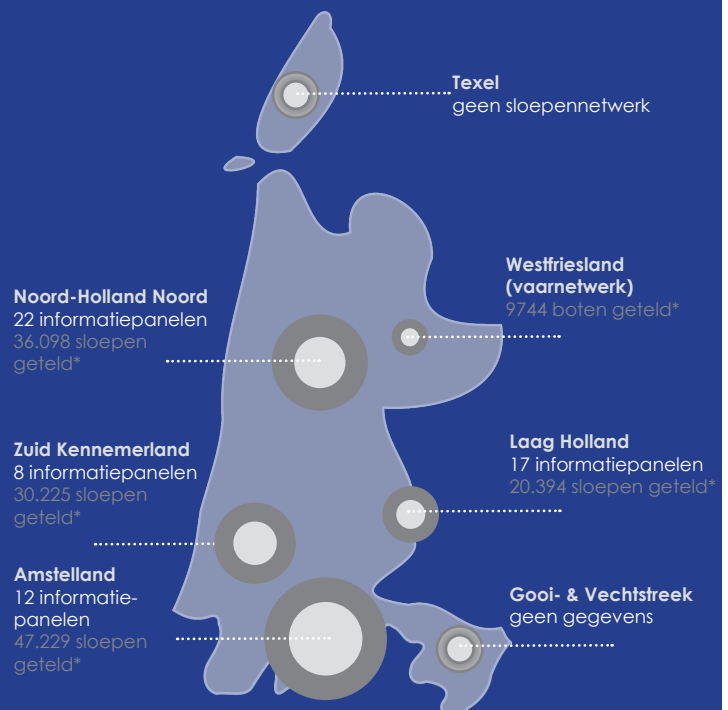 Texel
geen sloepennetwerk
Westfriesland
(vaarnetwerk)
9744 boten geteld*
Noord-Holland Noord
22 informatiepanelen
36.098 sloepen
geteld*
Laag Holland
17 informatiepanelen
20.394 sloepen geteld*
Zuid Kennemerland
8 informatiepanelen
30.225 sloepen
geteld*
Amstelland
12 informatie-
panelen
47.229 sloepen
geteld*
Gooi- & Vechtstreek
geen gegevens